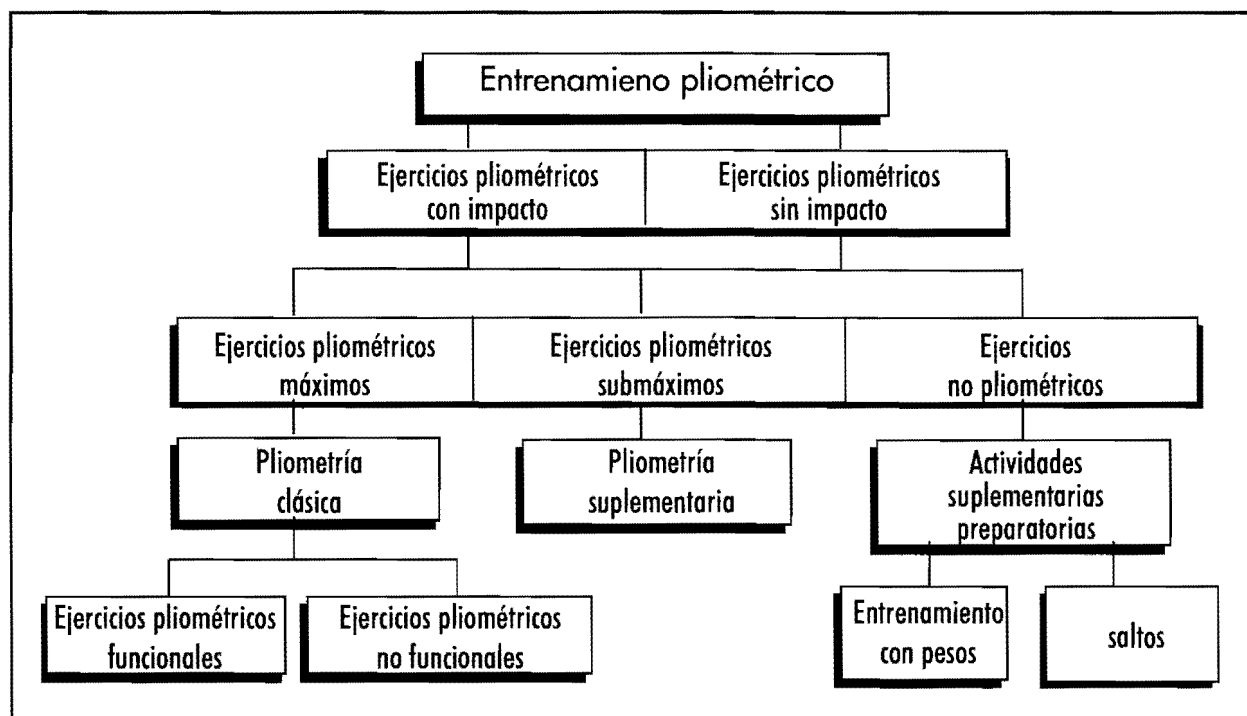 Entrenamieno pliométrico
Ejercicios pliométricos
con impacto
Ejercicios pliométricos
sin impacto
Ejercicios pliométricos
máximos
Ejercicios pliométricos
submáximos
Ejercicios
no pliométricos
Pliometría
clásica
Pliometría
suplementaria
Actividades
suplementarias
preparatorias
Ejercicios pliométricos
funcionales
Ejercicios pliométricos
no funcionales
Entrenamiento
con pesos
saltos